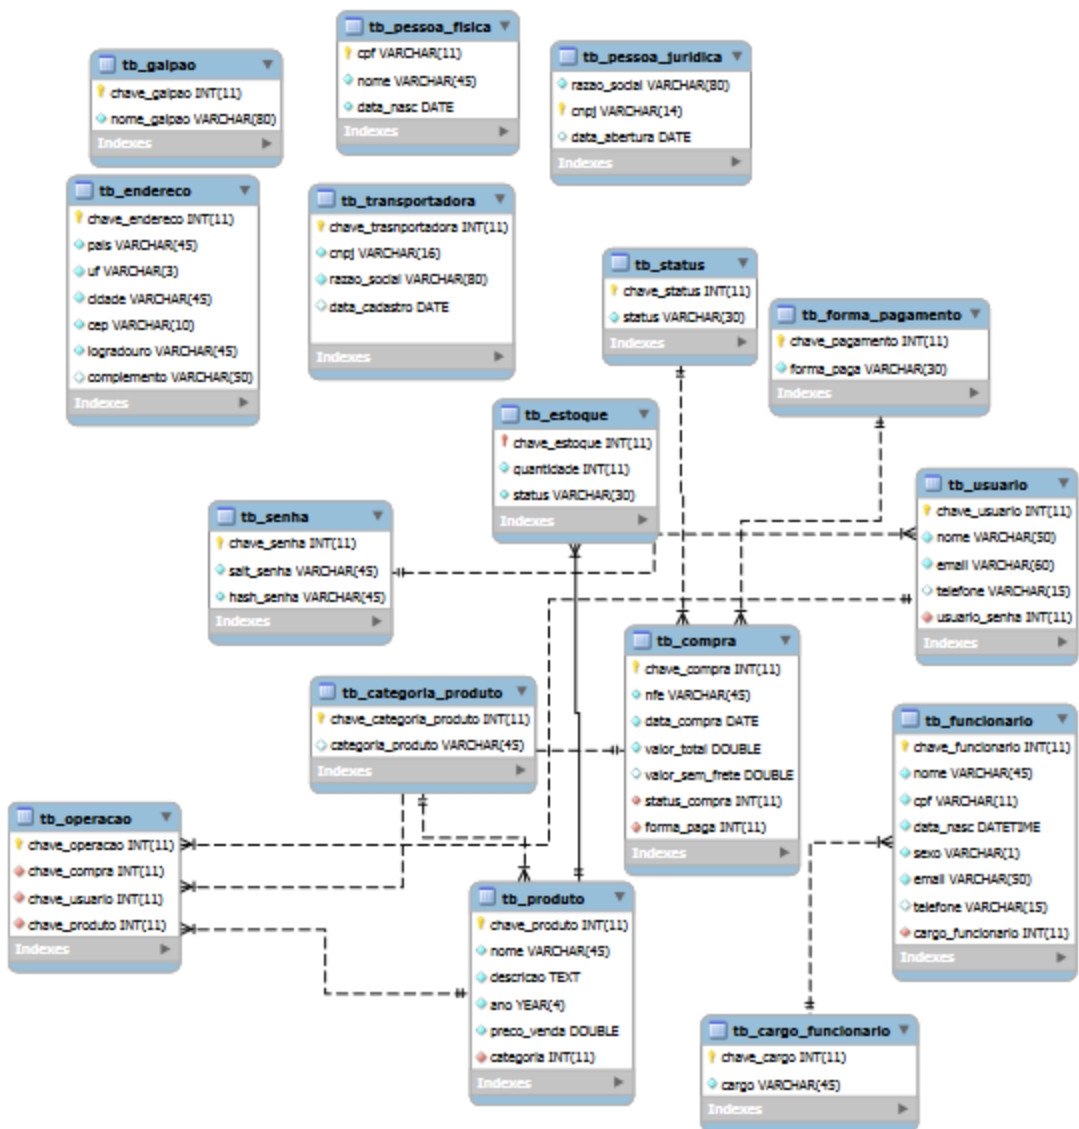 tb_pessoa_fisica
cpf VARCHAR(11)
nome VARCHAR(45)
data_nasc DATE
Indexes
tb_pessoa_juridica
razao_social VARCHAR(80)
cnpj VARCHAR(14)
data_abertura DATE
Indexes
tb_galpao
chave_galpao INT(11)
nome_galpao VARCHAR(80)
Indexes
tb_endereco
chave_endereco INT(11)
pais VARCHAR(45)
uf VARCHAR(3)
cidade VARCHAR(45)
cep VARCHAR(10)
logradouro VARCHAR(45)
complemento VARCHAR(50)
Indexes
tb_transportadora
chave_trasnportadora INT(11)
cnpj VARCHAR(16)
razao_social VARCHAR(80)
data_cadastro DATE
Indexes
tb_status
chave_status INT(11)
status VARCHAR(30)
Indexes
tb_forma_pagamento
chave_pagamento INT(11)
forma_paga VARCHAR(30)
Indexes
tb_estoque
chave_estoque INT(11)
quantidade INT(11)
status VARCHAR(30)
Indexes
tb_usuario
chave_usuario INT(11)
nome VARCHAR(50)
email VARCHAR(60)
telefone VARCHAR(15)
usuario_senha INT(11)
Indexes
tb_senha
chave_senha INT(11)
salt_senha VARCHAR(45)
hash_senha VARCHAR(45)
Indexes
tb_compra
chave_compra INT(11)
nfe VARCHAR(45)
data_compra DATE
valor_total DOUBLE
valor_sem_frete DOUBLE
status_compra INT(11)
forma_paga INT(11)
Indexes
tb_categoria_produto
chave_categoria_produto INT(11)
categoria_produto VARCHAR(45)
Indexes
tb_funcionario
chave_funcionario INT(11)
nome VARCHAR(45)
cpf VARCHAR(11)
data_nasc DATETIME
sexo VARCHAR(1)
email VARCHAR(50)
telefone VARCHAR(15)
cargo_funcionario INT(11)
Indexes
tb_operacao
chave_operacao INT(11)
chave_compra INT(11)
chave_usuario INT(11)
chave_produto INT(11)
Indexes
tb_produto
chave_produto INT(11)
nome VARCHAR(45)
descricao TEXT
ano YEAR(4)
preco_venda DOUBLE
categoria INT(11)
Indexes
tb_cargo_funcionario
chave_cargo INT(11)
cargo VARCHAR(45)
Indexes